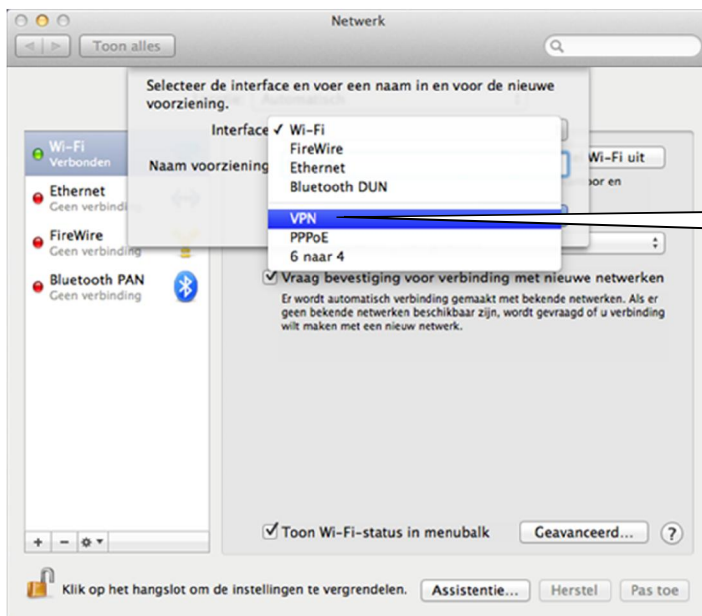 Netwerk
Toon alles
Selecteer de interface en voer een naam in en voor de nieuwe
voorziening.
Automatisch
Interface ✓ Wi-Fi
FireWire
Ethernet
Bluetooth DUN
VPN
PPPoE
6 naar 4
Naam voorziening
Wi-Fi
Verbonden
Ethernet
Geen verbindi
FireWire
Geen verbinding
Bluetooth PAN
Geen verbinding
Wi-Fi uit
en
Vraag bevestiging voor verbinding met nieuwe netwerken
Er wordt automatisch verbinding gemaakt met bekende netwerken. Als er
geen bekende netwerken beschikbaar zijn, wordt gevraagd of u verbinding
wilt maken met een nieuw netwerk.
Toon Wi-Fi-status in menubalk
Geavanceerd...
?
+ −
Klik op het hangslot om de instellingen te vergrendelen.
Assistentie...
Herstel
Pas toe